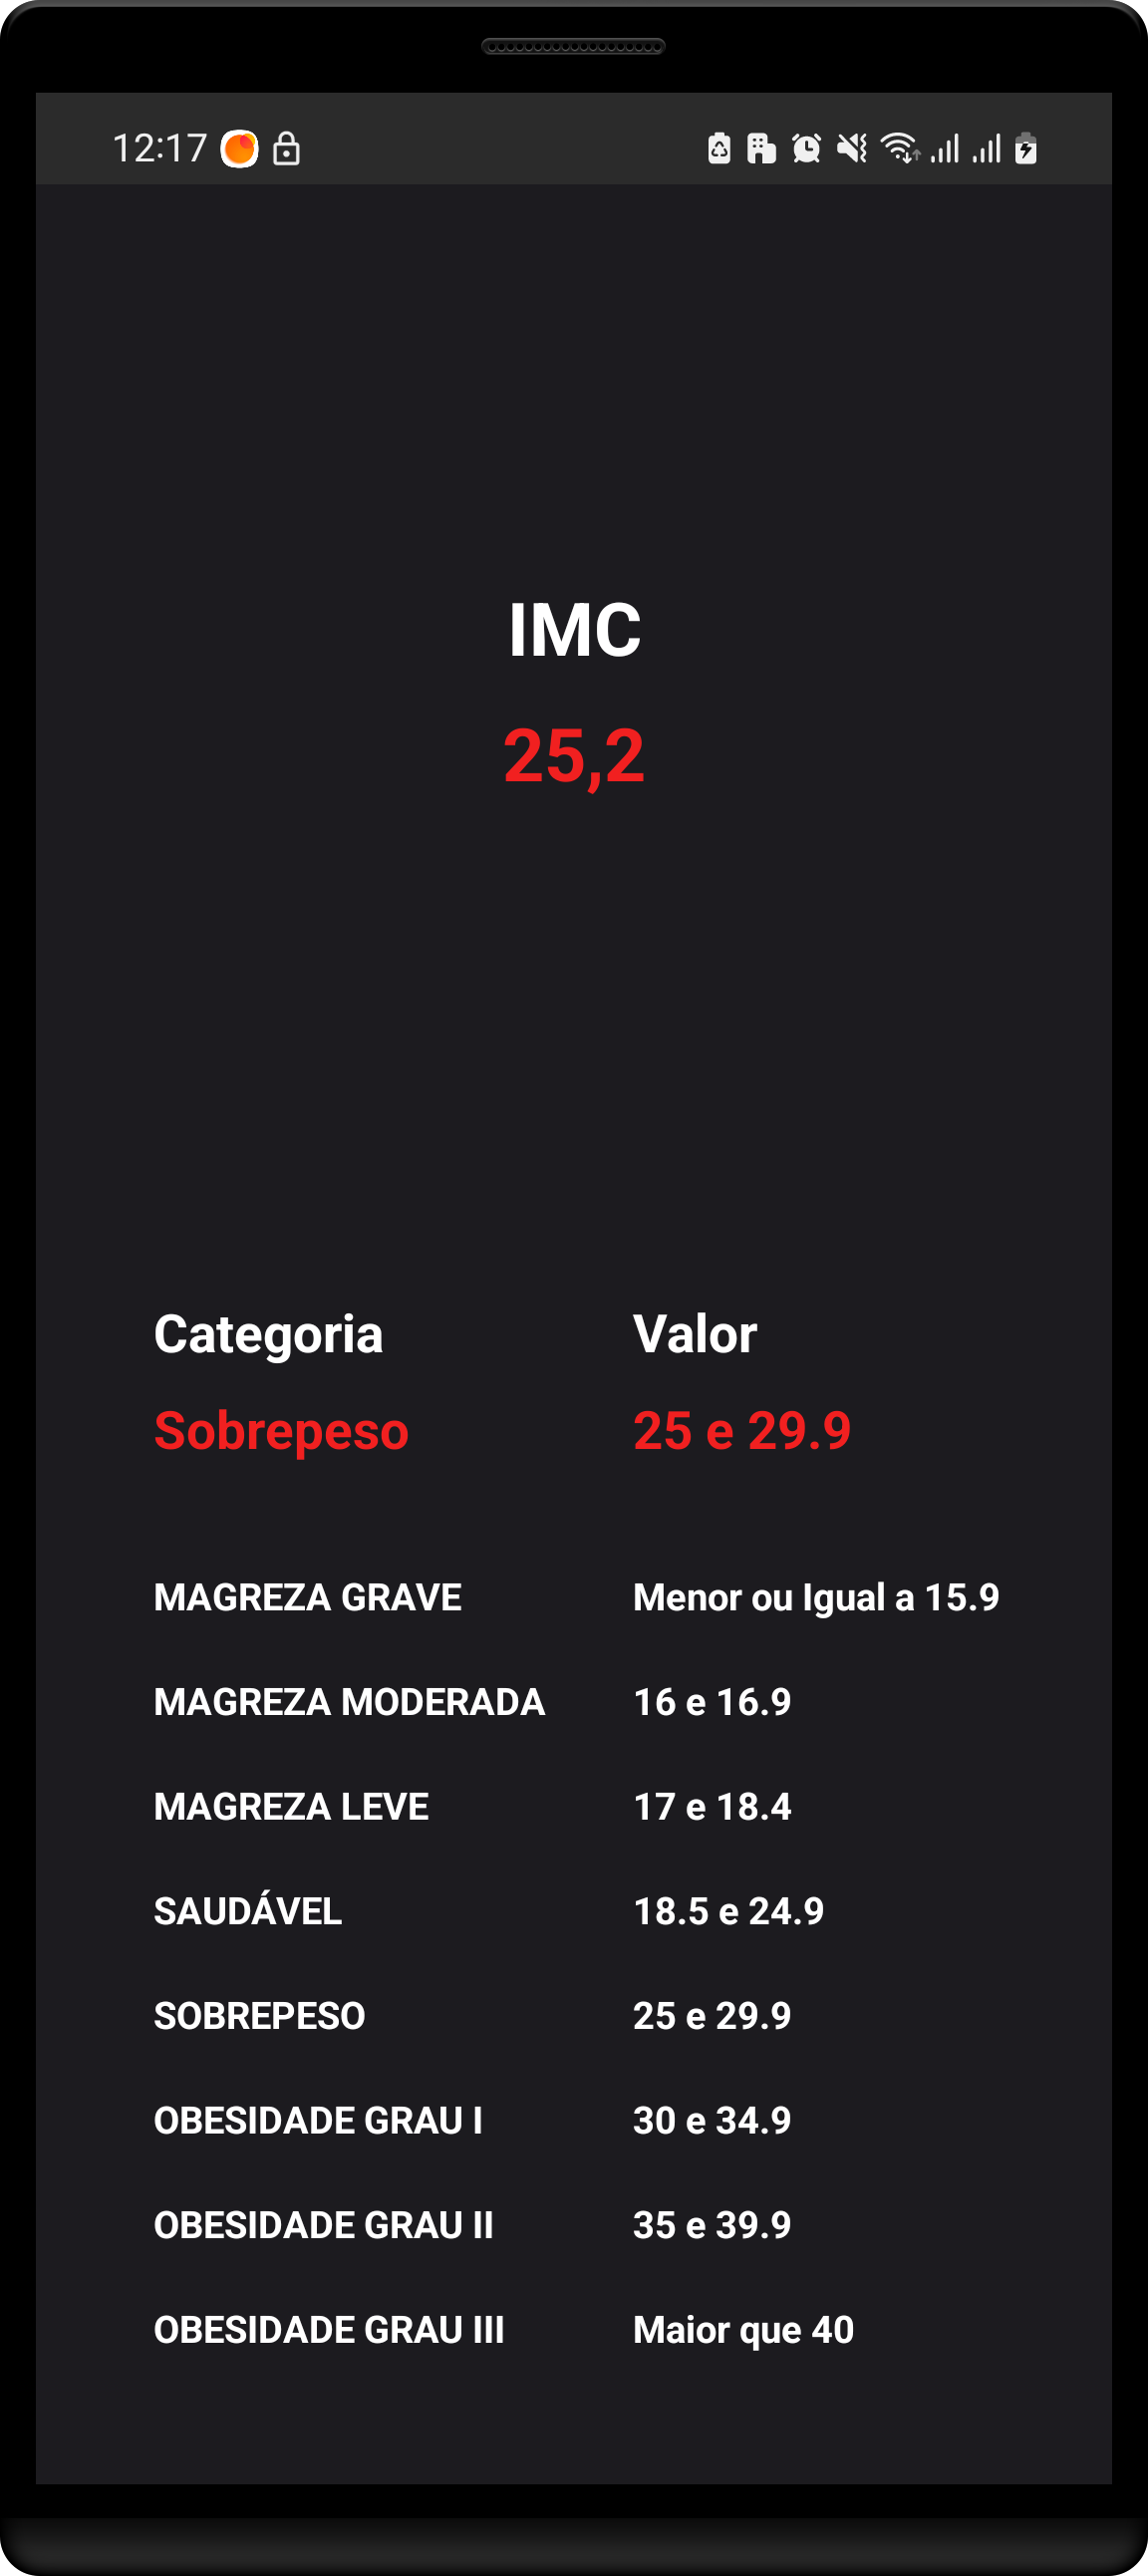 12:17
IMC
25,2
Categoria Valor
Sobrepeso 25 e 29.9
MAGREZA GRAVE Menor ou Igual a 15.9
MAGREZA MODERADA 16 e 16.9
MAGREZA LEVE 17 e 18.4
SAUDÁVEL 18.5 e 24.9
SOBREPESO 25 e 29.9
OBESIDADE GRAU I 30 e 34.9
OBESIDADE GRAU II 35 e 39.9
OBESIDADE GRAU III Maior que 40